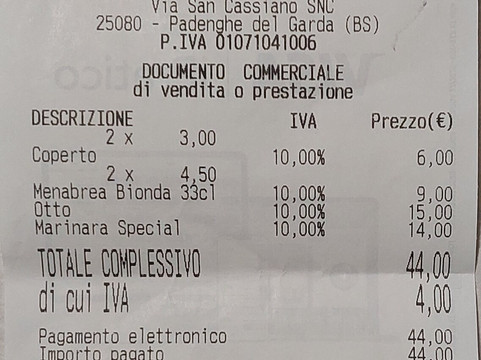 Via San Cassiano SNC
25080 - Padenghe del Garda (BS)
P.IVA 01071041006
DOCUMENTO COMMERCIALE
di vendita o prestazione
DESCRIZIONE IVA Prezzo(€)
2 x 3,00
Coperto 10,00% 6,00
2 x 4,50
Menabrea Bionda 33cl 10,00% 9,00
Otto 10,00% 15,00
Marinara Special 10,00% 14,00
TOTALE COMPLESSIVO 44,00
di cui IVA 4,00
Pagamento elettronico 44,00
Importo pagato 44,00